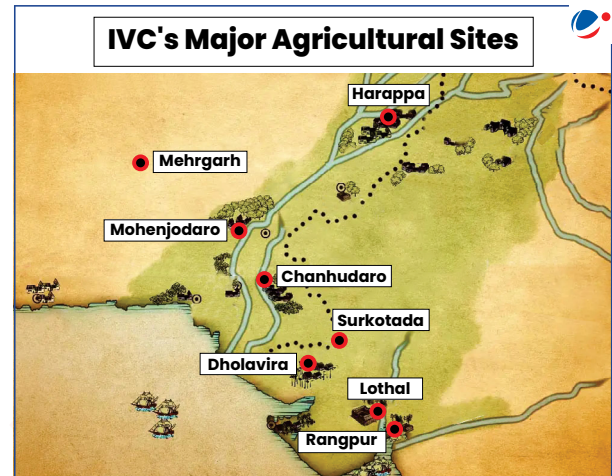 IVC's Major Agricultural Sites
Harappa
Mehrgarh
Mohenjodaro
Chanhudaro
Surkotada
Dholavira
Lothal
Rangpur